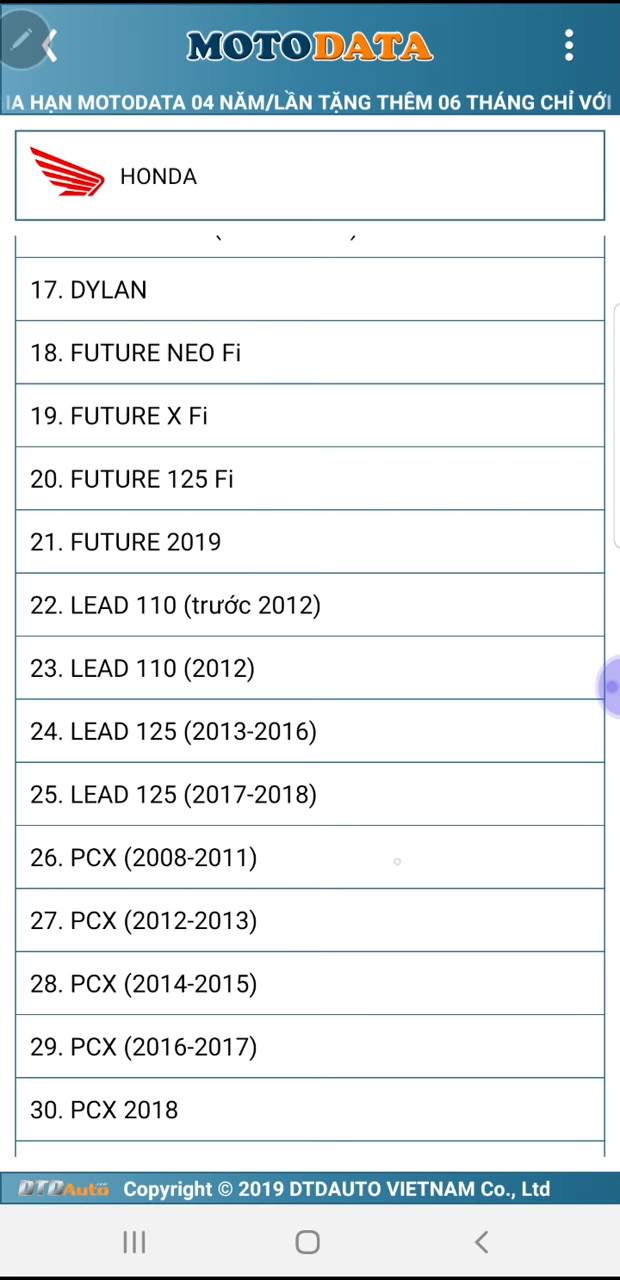 MOTODATA
IA HẠN MOTODATA 04 NĂM/LẦN TẶNG THÊM 06 THÁNG CHỈ VỚI
HONDA
17. DYLAN
18. FUTURE NEO Fi
19. FUTURE X Fi
20. FUTURE 125 Fi
21. FUTURE 2019
22. LEAD 110 (trước 2012)
23. LEAD 110 (2012)
24. LEAD 125 (2013-2016)
25. LEAD 125 (2017-2018)
26. PCX (2008-2011)
27. PCX (2012-2013)
28. PCX (2014-2015)
29. PCX (2016-2017)
30. PCX 2018
DTDAuto.com Copyright © 2019 DTDAUTO VIETNAM Co., Ltd